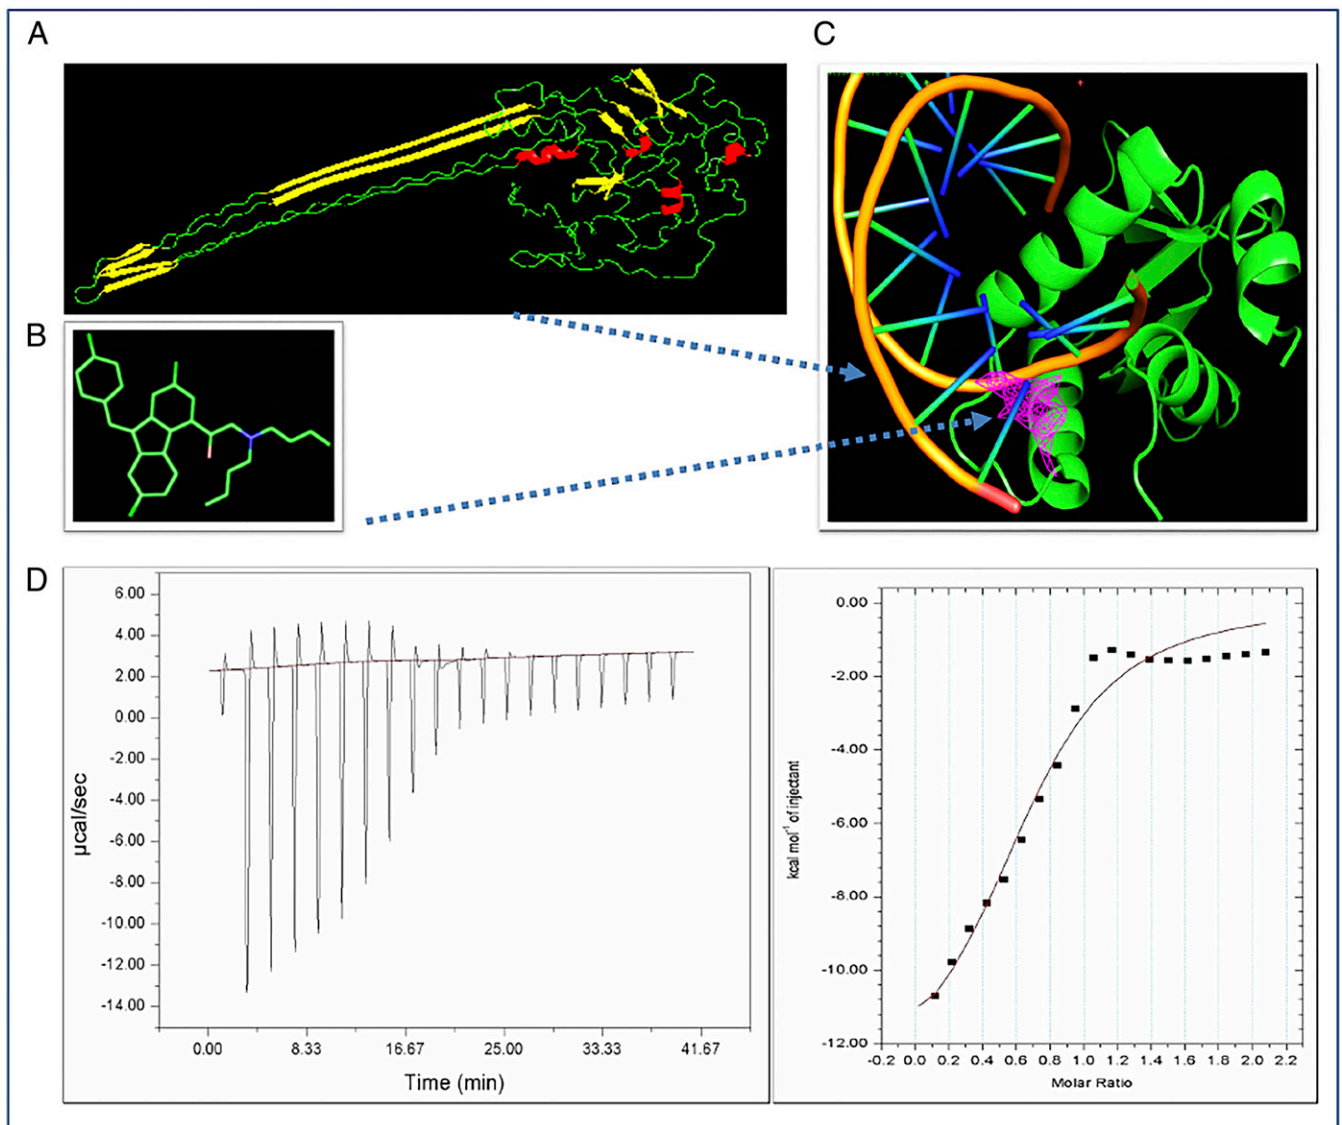 A
C
B
D
6.00
4.00
2.00
0.00
-2.00
-4.00
-6.00
-8.00
-10.00
-12.00
-14.00
µcal/sec
0.00 8.33 16.67 25.00 33.33 41.67
Time (min)
0.00
-2.00
-4.00
-6.00
-8.00
-10.00
-12.00
kcal mol⁻¹ of injectant
-0.2 0.0 0.2 0.4 0.6 0.8 1.0 1.2 1.4 1.6 1.8 2.0 2.2
Molar Ratio